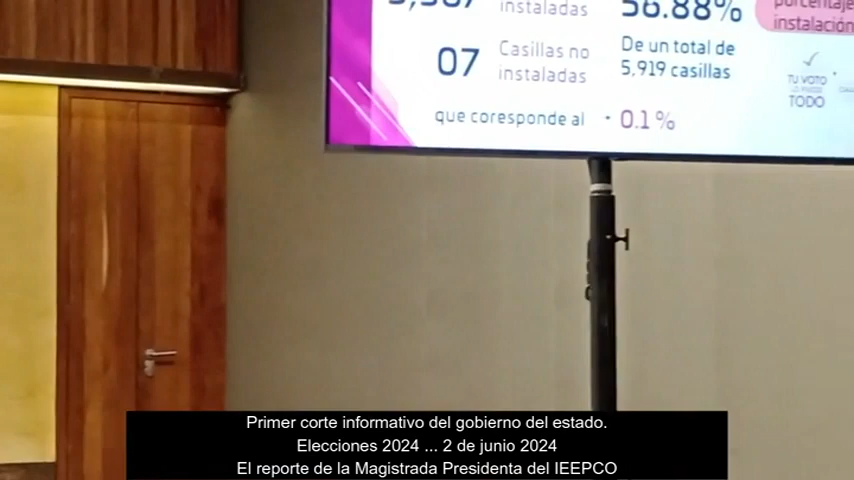 instaladas
56.88%
instalación
07
Casillas no
instaladas
De un total de
5,919 casillas
TU VOTO
TODO
que coresponde al
0.1%
Primer corte informativo del gobierno del estado.
Elecciones 2024 ... 2 de junio 2024
El reporte de la Magistrada Presidenta del IEEPCO